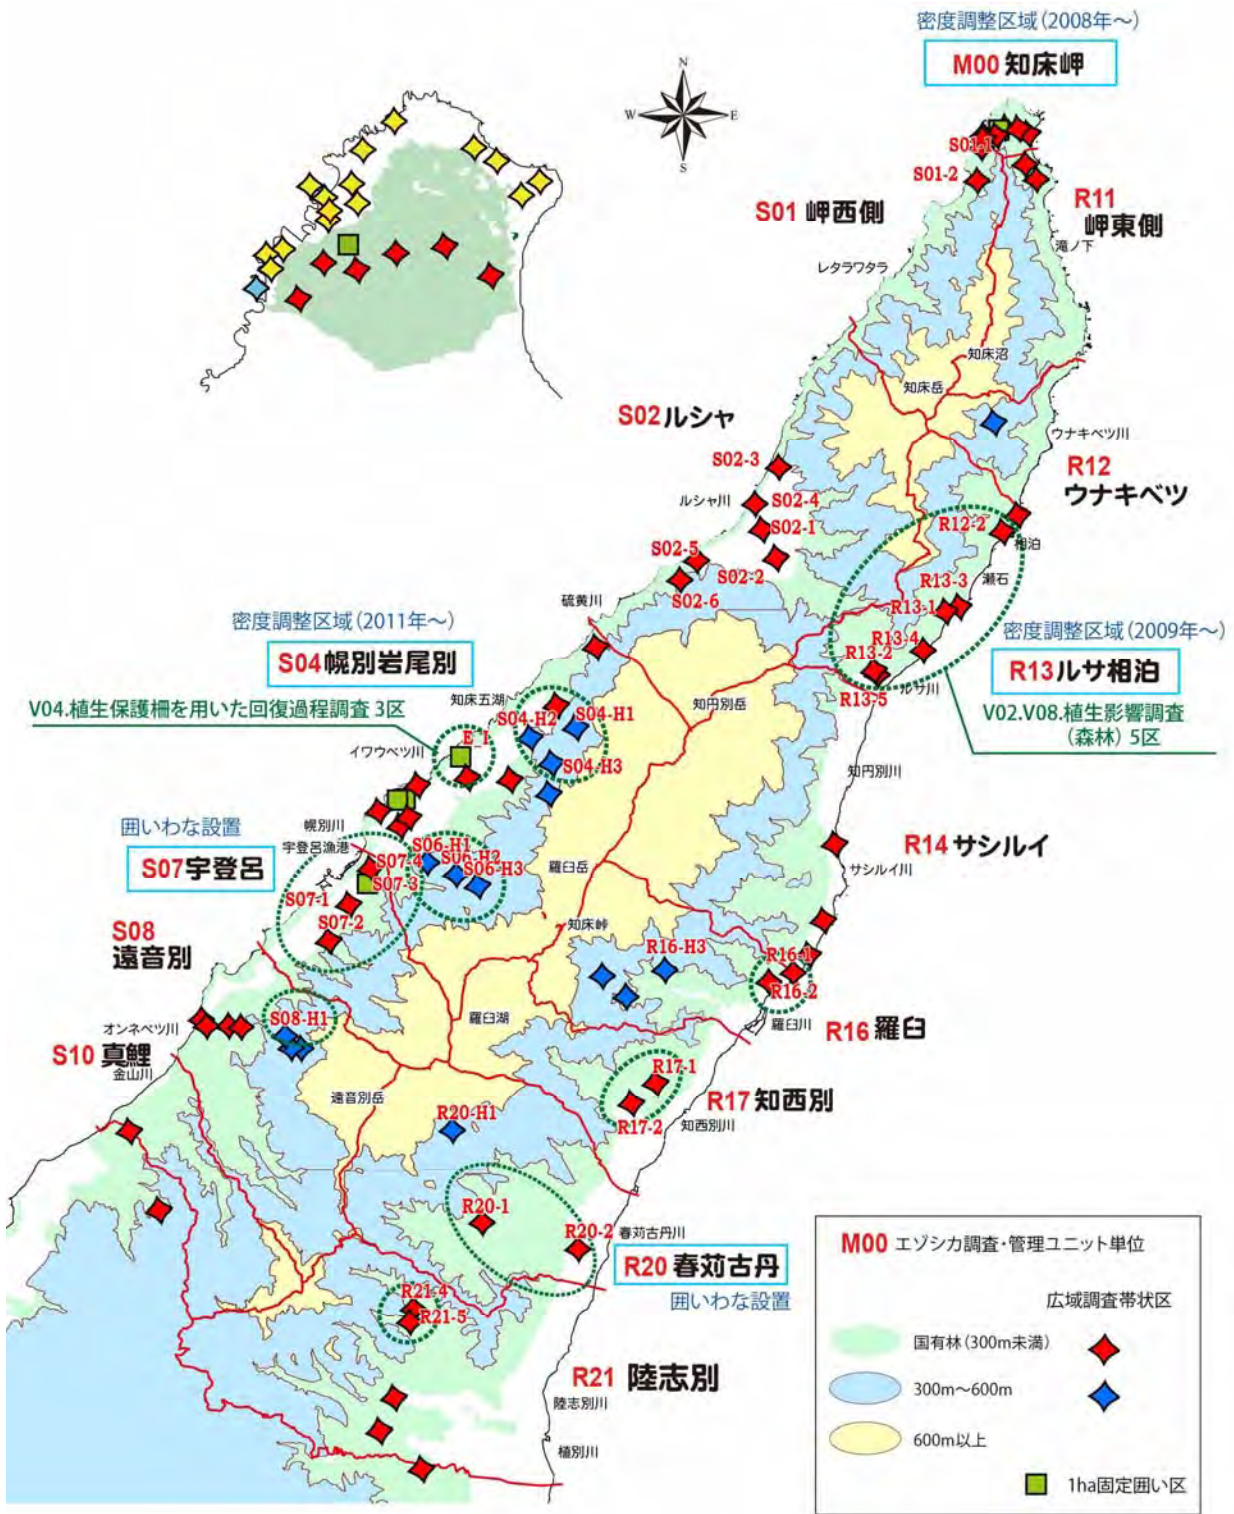 密度調整区域(2008年～)
M00 知床岬
N
W
E
S
S01-1
S01-2
R11
岬東側
S01 岬西側
滝ノ下
レタラワタラ
知床沼
知床岳
S02 ルシャ
ウナキベツ川
S02-3
R12
ウナキベツ
ルシャ川
S02-4
S02-1
R12-2
相泊
S02-5
S02-2
瀬石
R13-3
S02-6
R13-1
硫黄川
密度調整区域(2011年～)
R13-4
密度調整区域(2009年～)
S04 幌別岩尾別
R13-2
R13ルサ相泊
ルサ川
R13-5
知床五湖
知円別岳
V04.植生保護柵を用いた回復過程調査 3区
S04-H1
S04-H2
V02.V08.植生影響調査
(森林) 5区
E_I
イワウベツ川
S04-H3
知円別川
幌別川
囲いわな設置
宇登呂漁港
S06-H1
S06-H2
S06-H3
R14 サシルイ
S07宇登呂
S07-4
S07-3
羅臼岳
サシルイ川
S07-1
S07-2
知床峠
S08
遠音別
R16-H3
R16-1
R16-2
S08-H1
羅臼湖
羅臼川
オンネベツ川
R16 羅臼
S10 真鯉
金山川
R17-1
遠音別岳
R17 知西別
R20-H1
R17-2
知西別川
R20-1
R20-2
春苅古丹川
R20 春苅古丹
囲いわな設置
R21-4
R21-5
R21 陸志別
陸志別川
植別川
M00 エゾシカ調査・管理ユニット単位
広域調査帯状区
国有林(300m未満)
300m～600m
600m以上
1ha固定囲い区